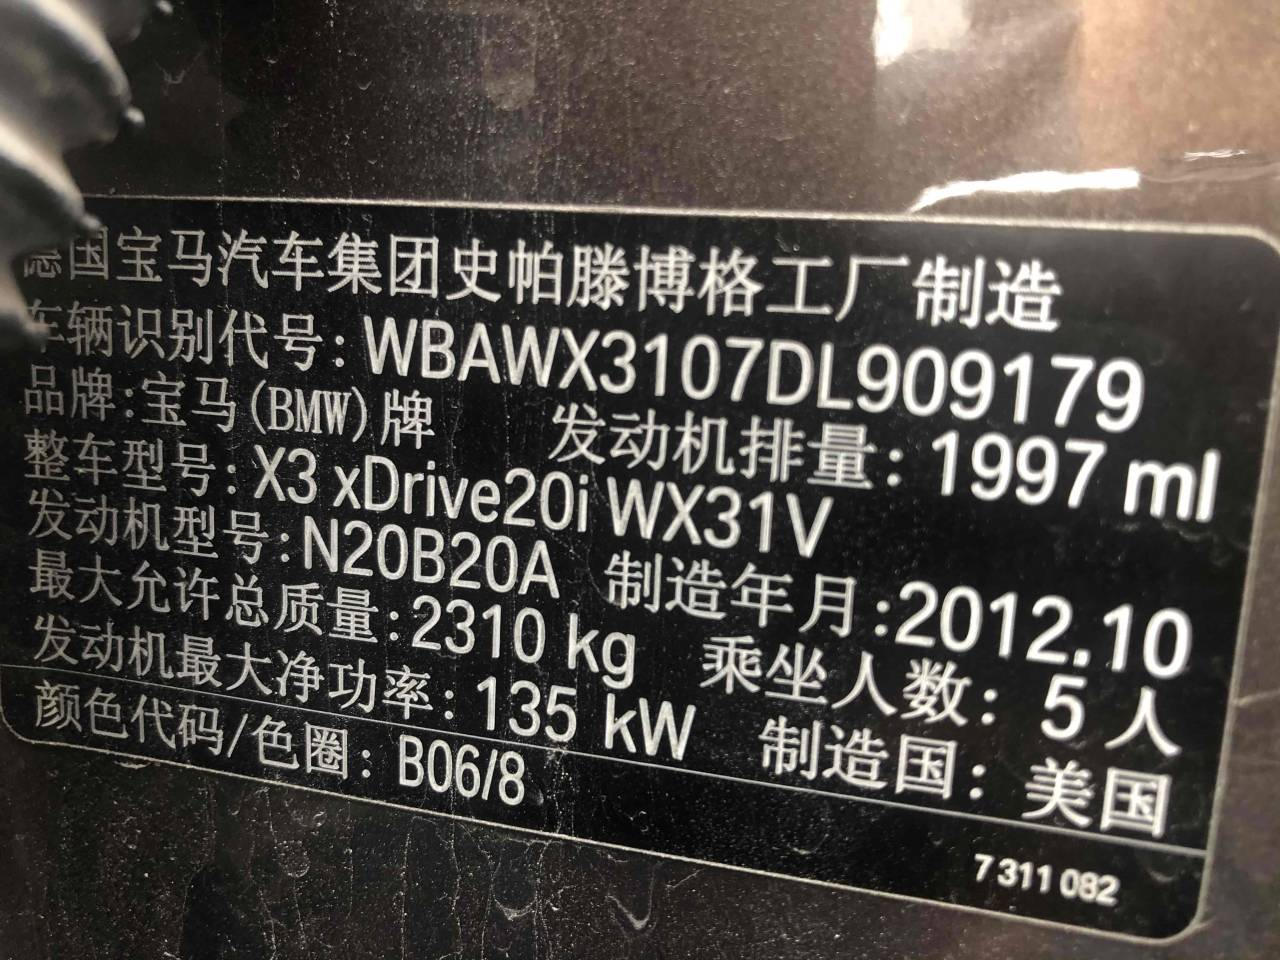 德国宝马汽车集团史帕滕博格工厂制造
车辆识别代号: WBAWX3107DL909179
品牌:宝马(BMW)牌 发动机排量: 1997 ml
整车型号: X3 xDrive20i WX31V
发动机型号: N20B20A 制造年月:2012.10
最大允许总质量:2310 kg 乘坐人数: 5 人
发动机最大净功率: 135 kW 制造国: 美国
颜色代码/色圈: B06/8
7 311 082